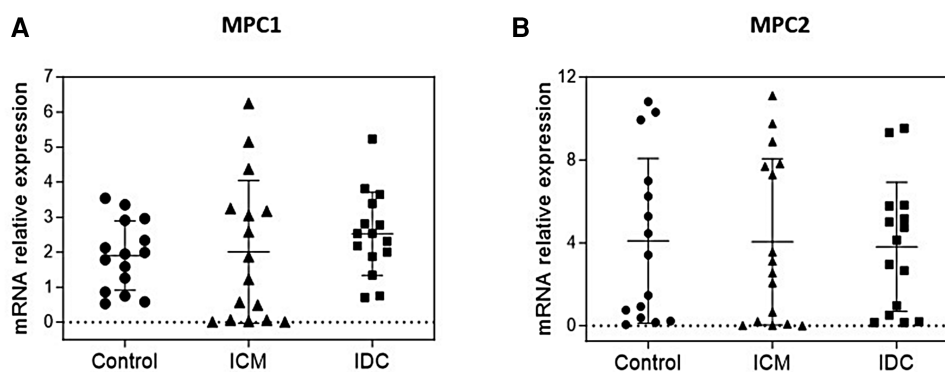 A
MPC1
mRNA relative expression
7
6
5
4
3
2
1
0
Control
ICM
IDC
B
MPC2
mRNA relative expression
12
8
4
0
Control
ICM
IDC